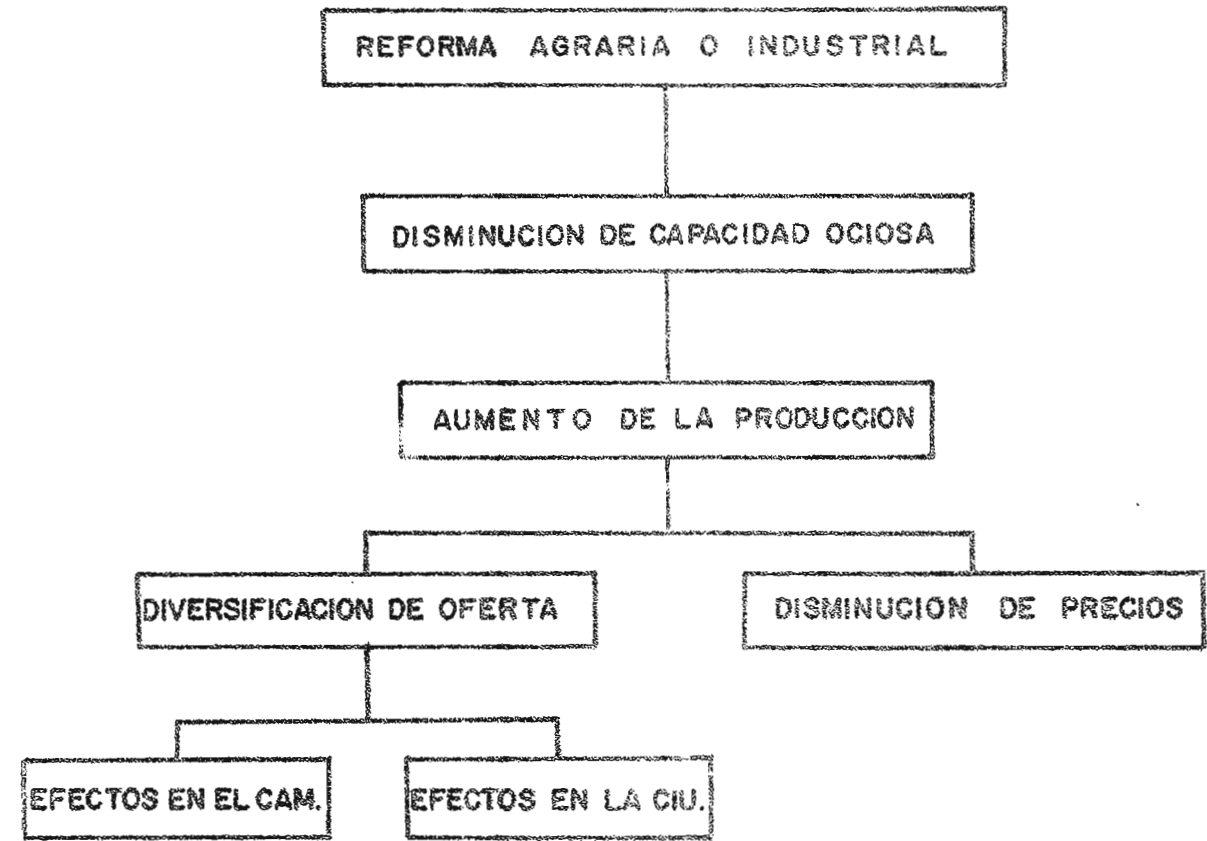 REFORMA AGRARIA O INDUSTRIAL
DISMINUCION DE CAPACIDAD OCIOSA
AUMENTO DE LA PRODUCCION
DIVERSIFICACION DE OFERTA
DISMINUCION DE PRECIOS
EFECTOS EN EL CAM.
EFECTOS EN LA CIU.